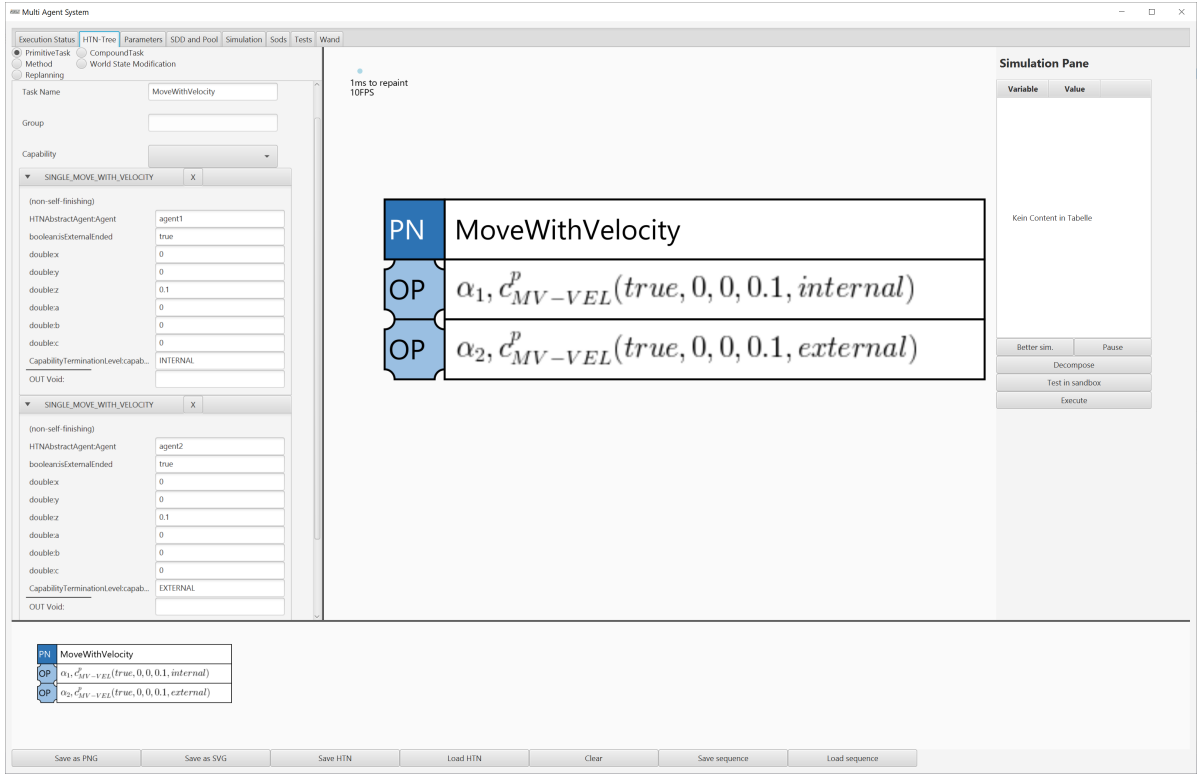 Multi Agent System
Execution Status HTN-Tree Parameters SDD and Pool Simulation Sods Tests Wand
PrimitiveTask CompoundTask
Method World State Modification
Replanning
Task Name MoveWithVelocity
Group
Capability
SINGLE_MOVE_WITH_VELOCITY X
(non-self-finishing)
HTNAbstractAgent:Agent agent1
boolean:isExternalEnded true
double:x 0
double:y 0
double:z 0.1
double:a 0
double:b 0
double:c 0
CapabilityTerminationLevel:capab... INTERNAL
OUT Void:
SINGLE_MOVE_WITH_VELOCITY X
(non-self-finishing)
HTNAbstractAgent:Agent agent2
boolean:isExternalEnded true
double:x 0
double:y 0
double:z 0.1
double:a 0
double:b 0
double:c 0
CapabilityTerminationLevel:capab... EXTERNAL
OUT Void:
1ms to repaint
10FPS
PN MoveWithVelocity
OP α₁, c^p_{MV−VEL}(true, 0, 0, 0.1, internal)
OP α₂, c^p_{MV−VEL}(true, 0, 0, 0.1, external)
Simulation Pane
Variable Value
Kein Content in Tabelle
Better sim. Pause
Decompose
Test in sandbox
Execute
PN MoveWithVelocity
OP α₁, c^p_{MV−VEL}(true, 0, 0, 0.1, internal)
OP α₂, c^p_{MV−VEL}(true, 0, 0, 0.1, external)
Save as PNG Save as SVG Save HTN Load HTN Clear Save sequence Load sequence